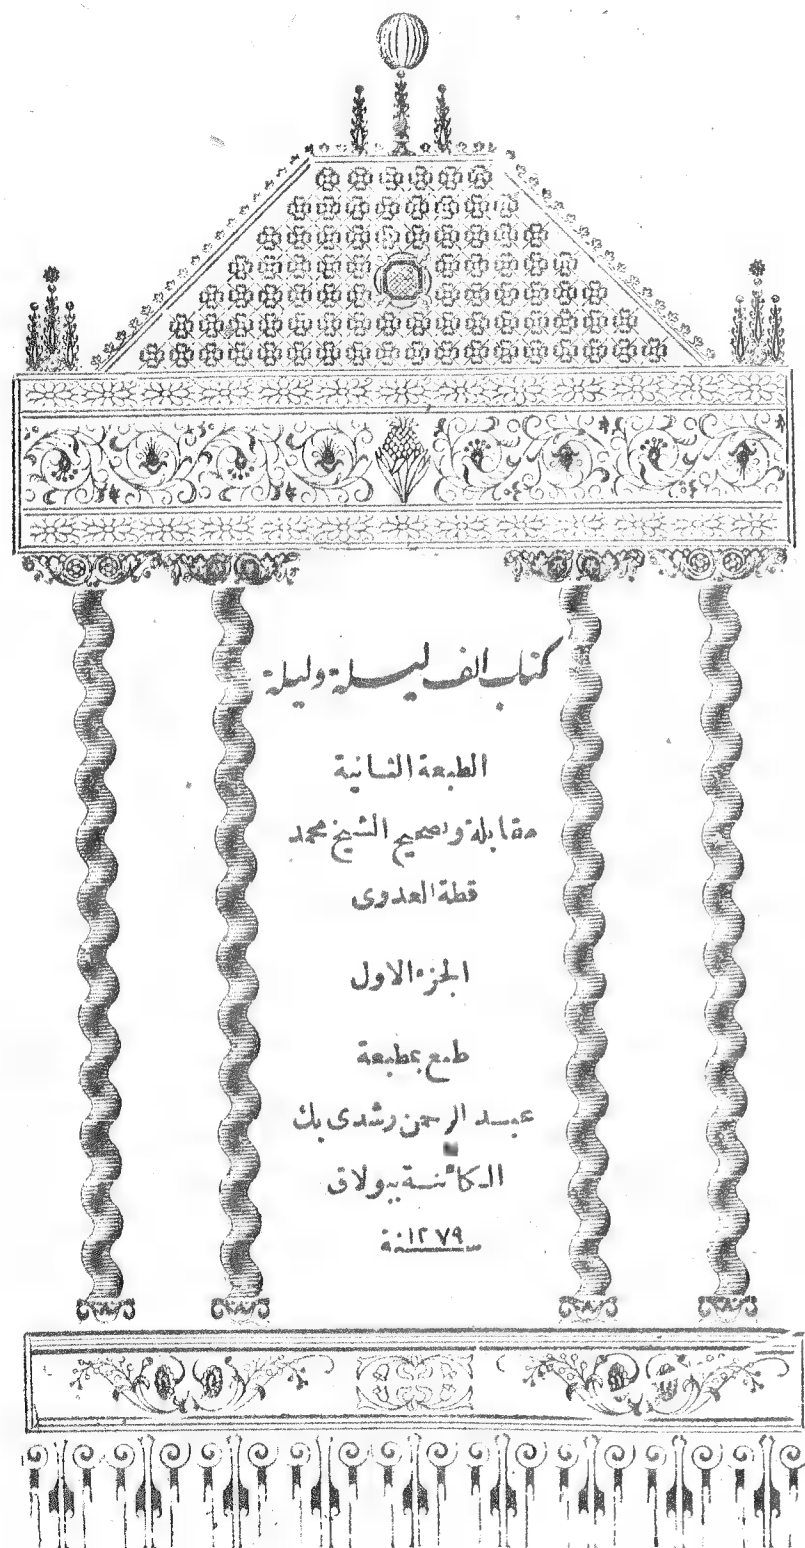 كتاب الف ليلة وليلة
الطبعة الثانية
مقابلة وتصحيح الشيخ محمد
قطة العدوى
الجزء الاول
طبع بمطبعة
عبد الرحمن رشدى بك
الكائنة ببولاق
سنة ١٢٧٩